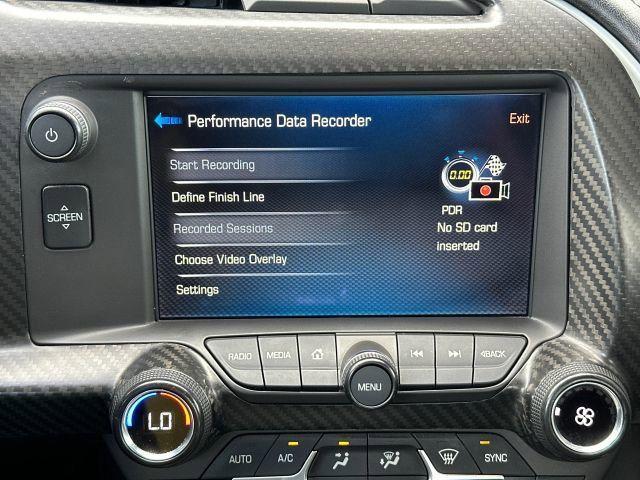 Performance Data Recorder
Exit
Start Recording
Define Finish Line
Recorded Sessions
Choose Video Overlay
Settings
0.00
PDR
No SD card
inserted
SCREEN
RADIO
MEDIA
BACK
MENU
LO
AUTO
A/C
SYNC